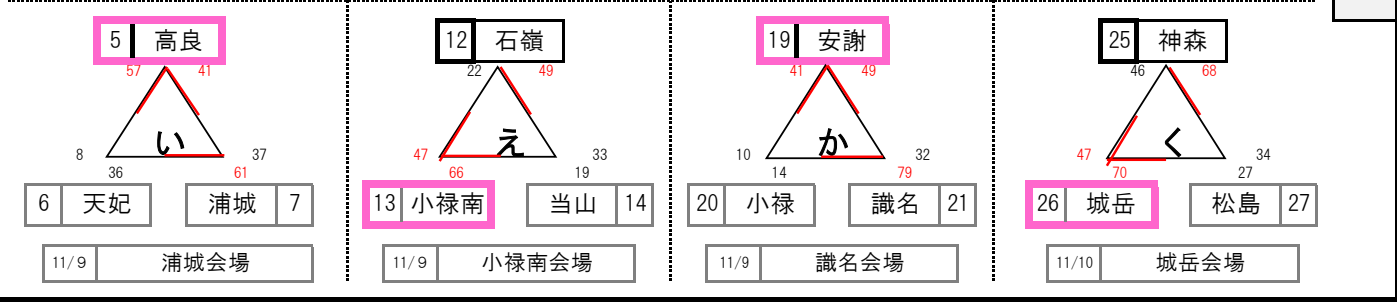 5 高良
57 41
い
8 37
36 61
6 天妃 浦城 7
11/9 浦城会場
12 石嶺
22 49
え
47 33
66 19
13 小禄南 当山 14
11/9 小禄南会場
19 安謝
41 49
か
10 32
14 79
20 小禄 識名 21
11/9 識名会場
25 神森
46 68
く
47 34
70 27
26 城岳 松島 27
11/10 城岳会場